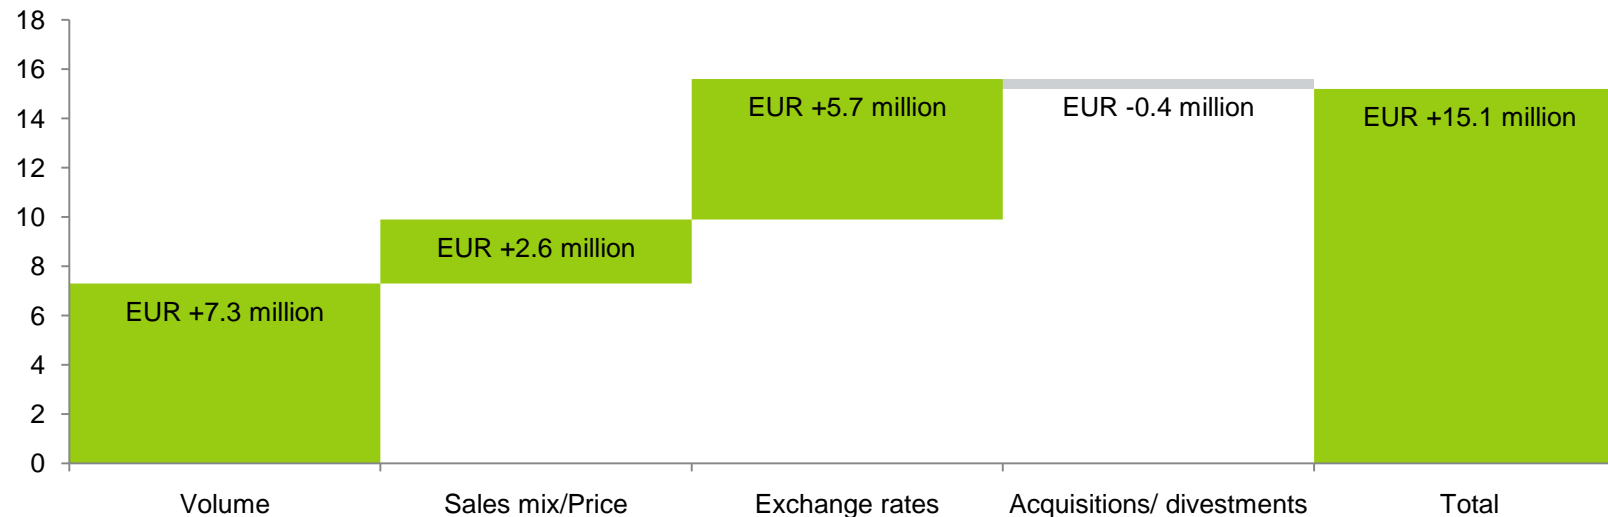 18
16
14
12
10
8
6
4
2
0
EUR +7.3 million
EUR +2.6 million
EUR +5.7 million
EUR -0.4 million
EUR +15.1 million
Volume
Sales mix/Price
Exchange rates
Acquisitions/ divestments
Total